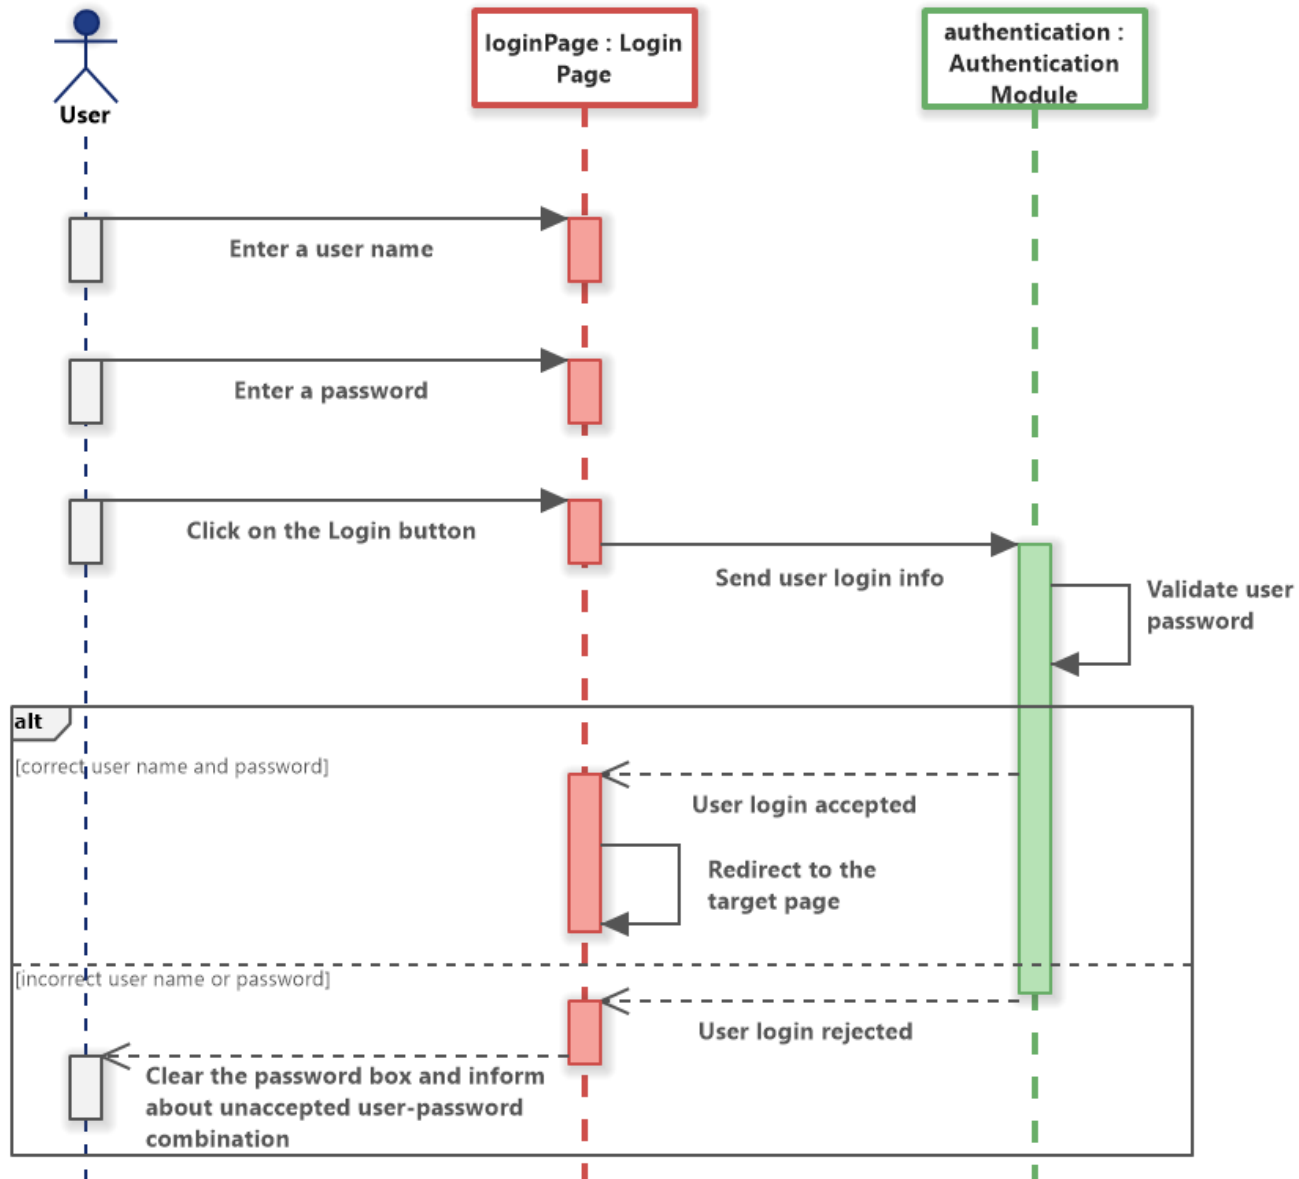 User
loginPage : Login
Page
authentication :
Authentication
Module
Enter a user name
Enter a password
Click on the Login button
Send user login info
Validate user
password
alt
[correct user name and password]
User login accepted
Redirect to the
target page
[incorrect user name or password]
User login rejected
Clear the password box and inform
about unaccepted user-password
combination